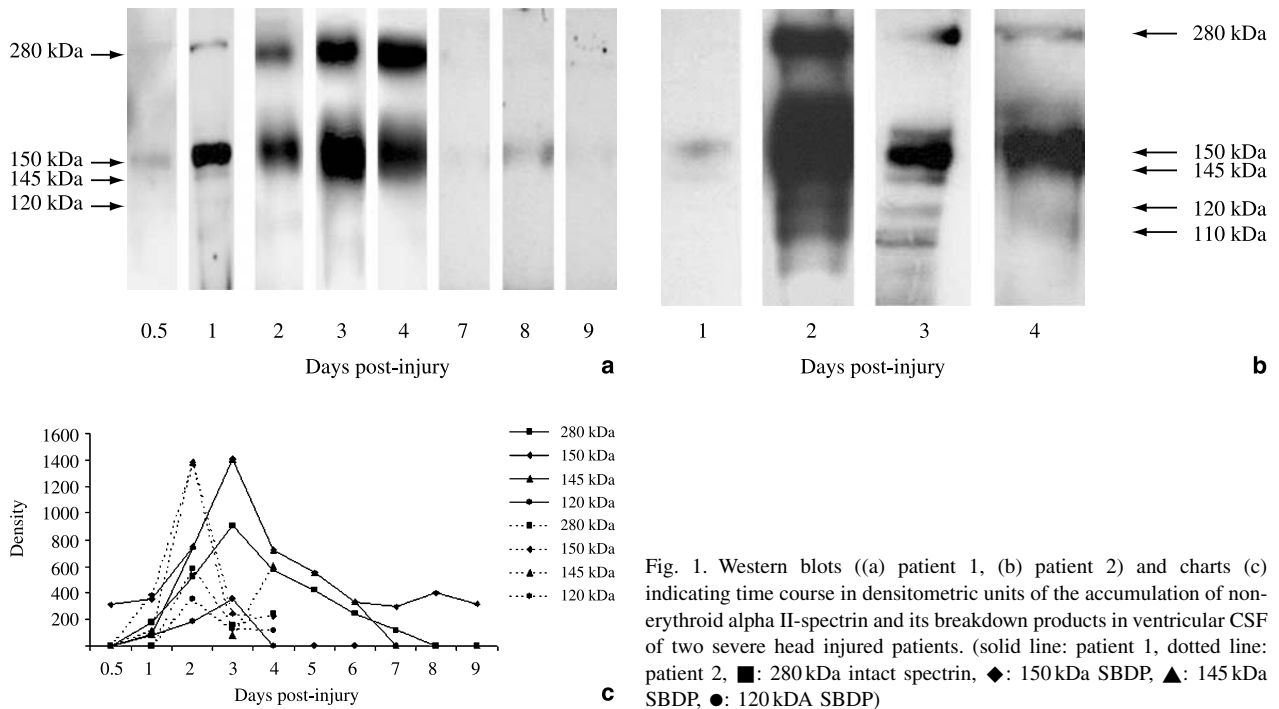 280 kDa
150 kDa
145 kDa
120 kDa
0.5 1 2 3 4 7 8 9
Days post-injury
a
280 kDa
150 kDa
145 kDa
120 kDa
110 kDa
1 2 3 4
Days post-injury
b
1600
1400
1200
1000
800
600
400
200
Density
0.5 1 2 3 4 5 6 7 8 9
Days post-injury
c
280 kDa
150 kDa
145 kDa
120 kDa
280 kDa
150 kDa
145 kDa
120 kDa
Fig. 1. Western blots ((a) patient 1, (b) patient 2) and charts (c)
indicating time course in densitometric units of the accumulation of non-
erythroid alpha II-spectrin and its breakdown products in ventricular CSF
of two severe head injured patients. (solid line: patient 1, dotted line:
patient 2, ■: 280 kDa intact spectrin, ◆: 150 kDa SBDP, ▲: 145 kDa
SBDP, ●: 120 kDA SBDP)